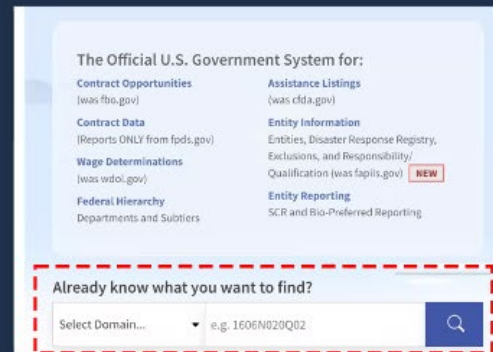 The Official U.S. Government System for:
Contract Opportunities
(was fbo.gov)
Contract Data
(Reports ONLY from fpds.gov)
Wage Determinations
(was wdol.gov)
Federal Hierarchy
Departments and Subtiers
Assistance Listings
(was cfda.gov)
Entity Information
Entities, Disaster Response Registry,
Exclusions, and Responsibility/
Qualification (was fapiis.gov) NEW
Entity Reporting
SCR and Bio-Preferred Reporting
Already know what you want to find?
Select Domain... e.g. 1606N020Q02